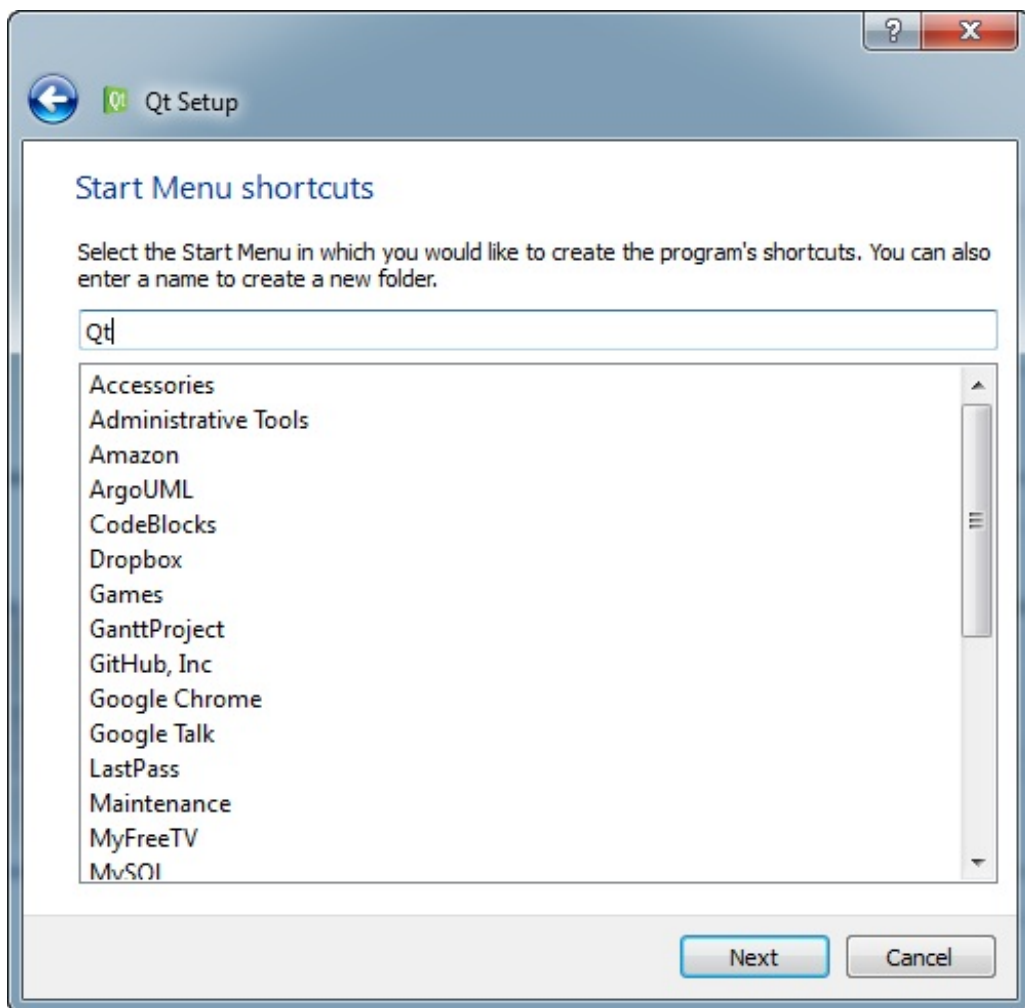 ?
X
Qt
Qt Setup
Start Menu shortcuts
Select the Start Menu in which you would like to create the program's shortcuts. You can also
enter a name to create a new folder.
Qt
Accessories
Administrative Tools
Amazon
ArgoUML
CodeBlocks
Dropbox
Games
GanttProject
GitHub, Inc
Google Chrome
Google Talk
LastPass
Maintenance
MyFreeTV
MySQL
Next
Cancel